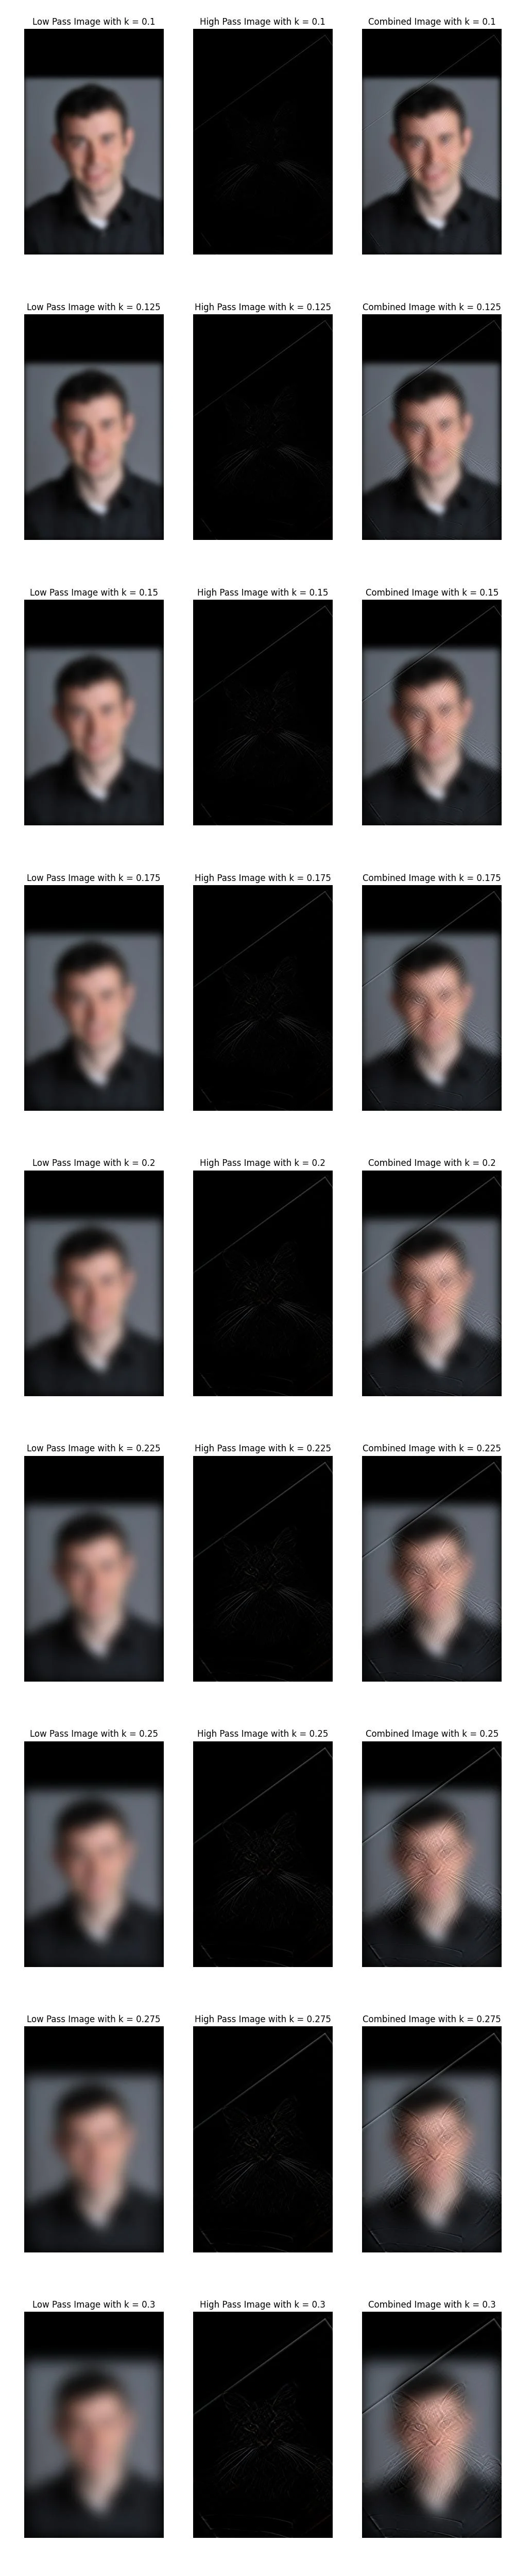 Low Pass Image with k = 0.1
High Pass Image with k = 0.1
Combined Image with k = 0.1
Low Pass Image with k = 0.125
High Pass Image with k = 0.125
Combined Image with k = 0.125
Low Pass Image with k = 0.15
High Pass Image with k = 0.15
Combined Image with k = 0.15
Low Pass Image with k = 0.175
High Pass Image with k = 0.175
Combined Image with k = 0.175
Low Pass Image with k = 0.2
High Pass Image with k = 0.2
Combined Image with k = 0.2
Low Pass Image with k = 0.225
High Pass Image with k = 0.225
Combined Image with k = 0.225
Low Pass Image with k = 0.25
High Pass Image with k = 0.25
Combined Image with k = 0.25
Low Pass Image with k = 0.275
High Pass Image with k = 0.275
Combined Image with k = 0.275
Low Pass Image with k = 0.3
High Pass Image with k = 0.3
Combined Image with k = 0.3